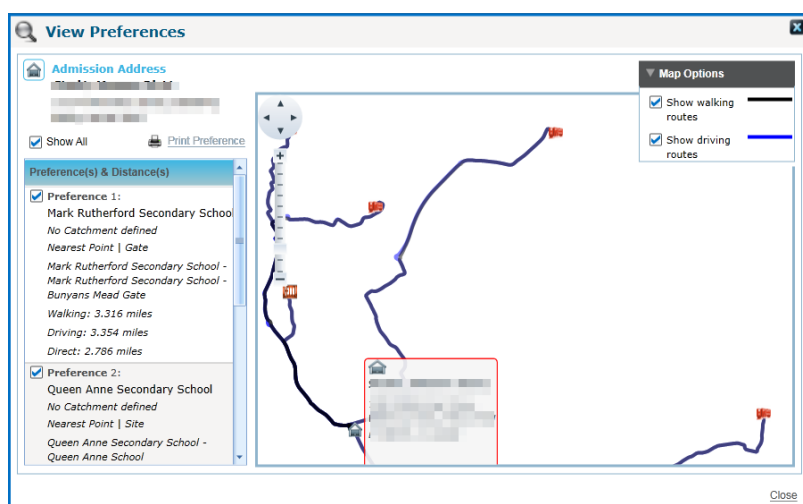 View Preferences
Admission Address
Show All
Print Preference
Preference(s) & Distance(s)
Preference 1:
Mark Rutherford Secondary School
No Catchment defined
Nearest Point | Gate
Mark Rutherford Secondary School -
Mark Rutherford Secondary School -
Bunyans Mead Gate
Walking: 3.316 miles
Driving: 3.354 miles
Direct: 2.786 miles
Preference 2:
Queen Anne Secondary School
No Catchment defined
Nearest Point | Site
Queen Anne Secondary School -
Queen Anne School
Map Options
Show walking
routes
Show driving
routes
Close